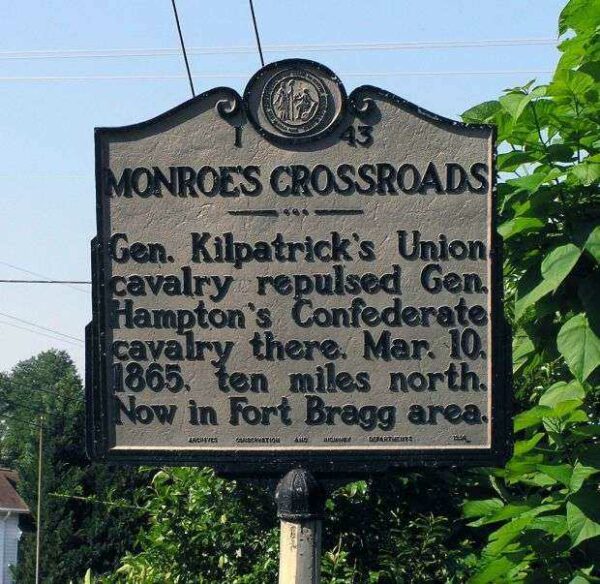 I 43
MONROE'S CROSSROADS
Gen. Kilpatrick's Union
cavalry repulsed Gen.
Hampton's Confederate
cavalry there, Mar. 10,
1865, ten miles north.
Now in Fort Bragg area.
ARCHIVES CONSERVATION AND HIGHWAY DEPARTMENTS